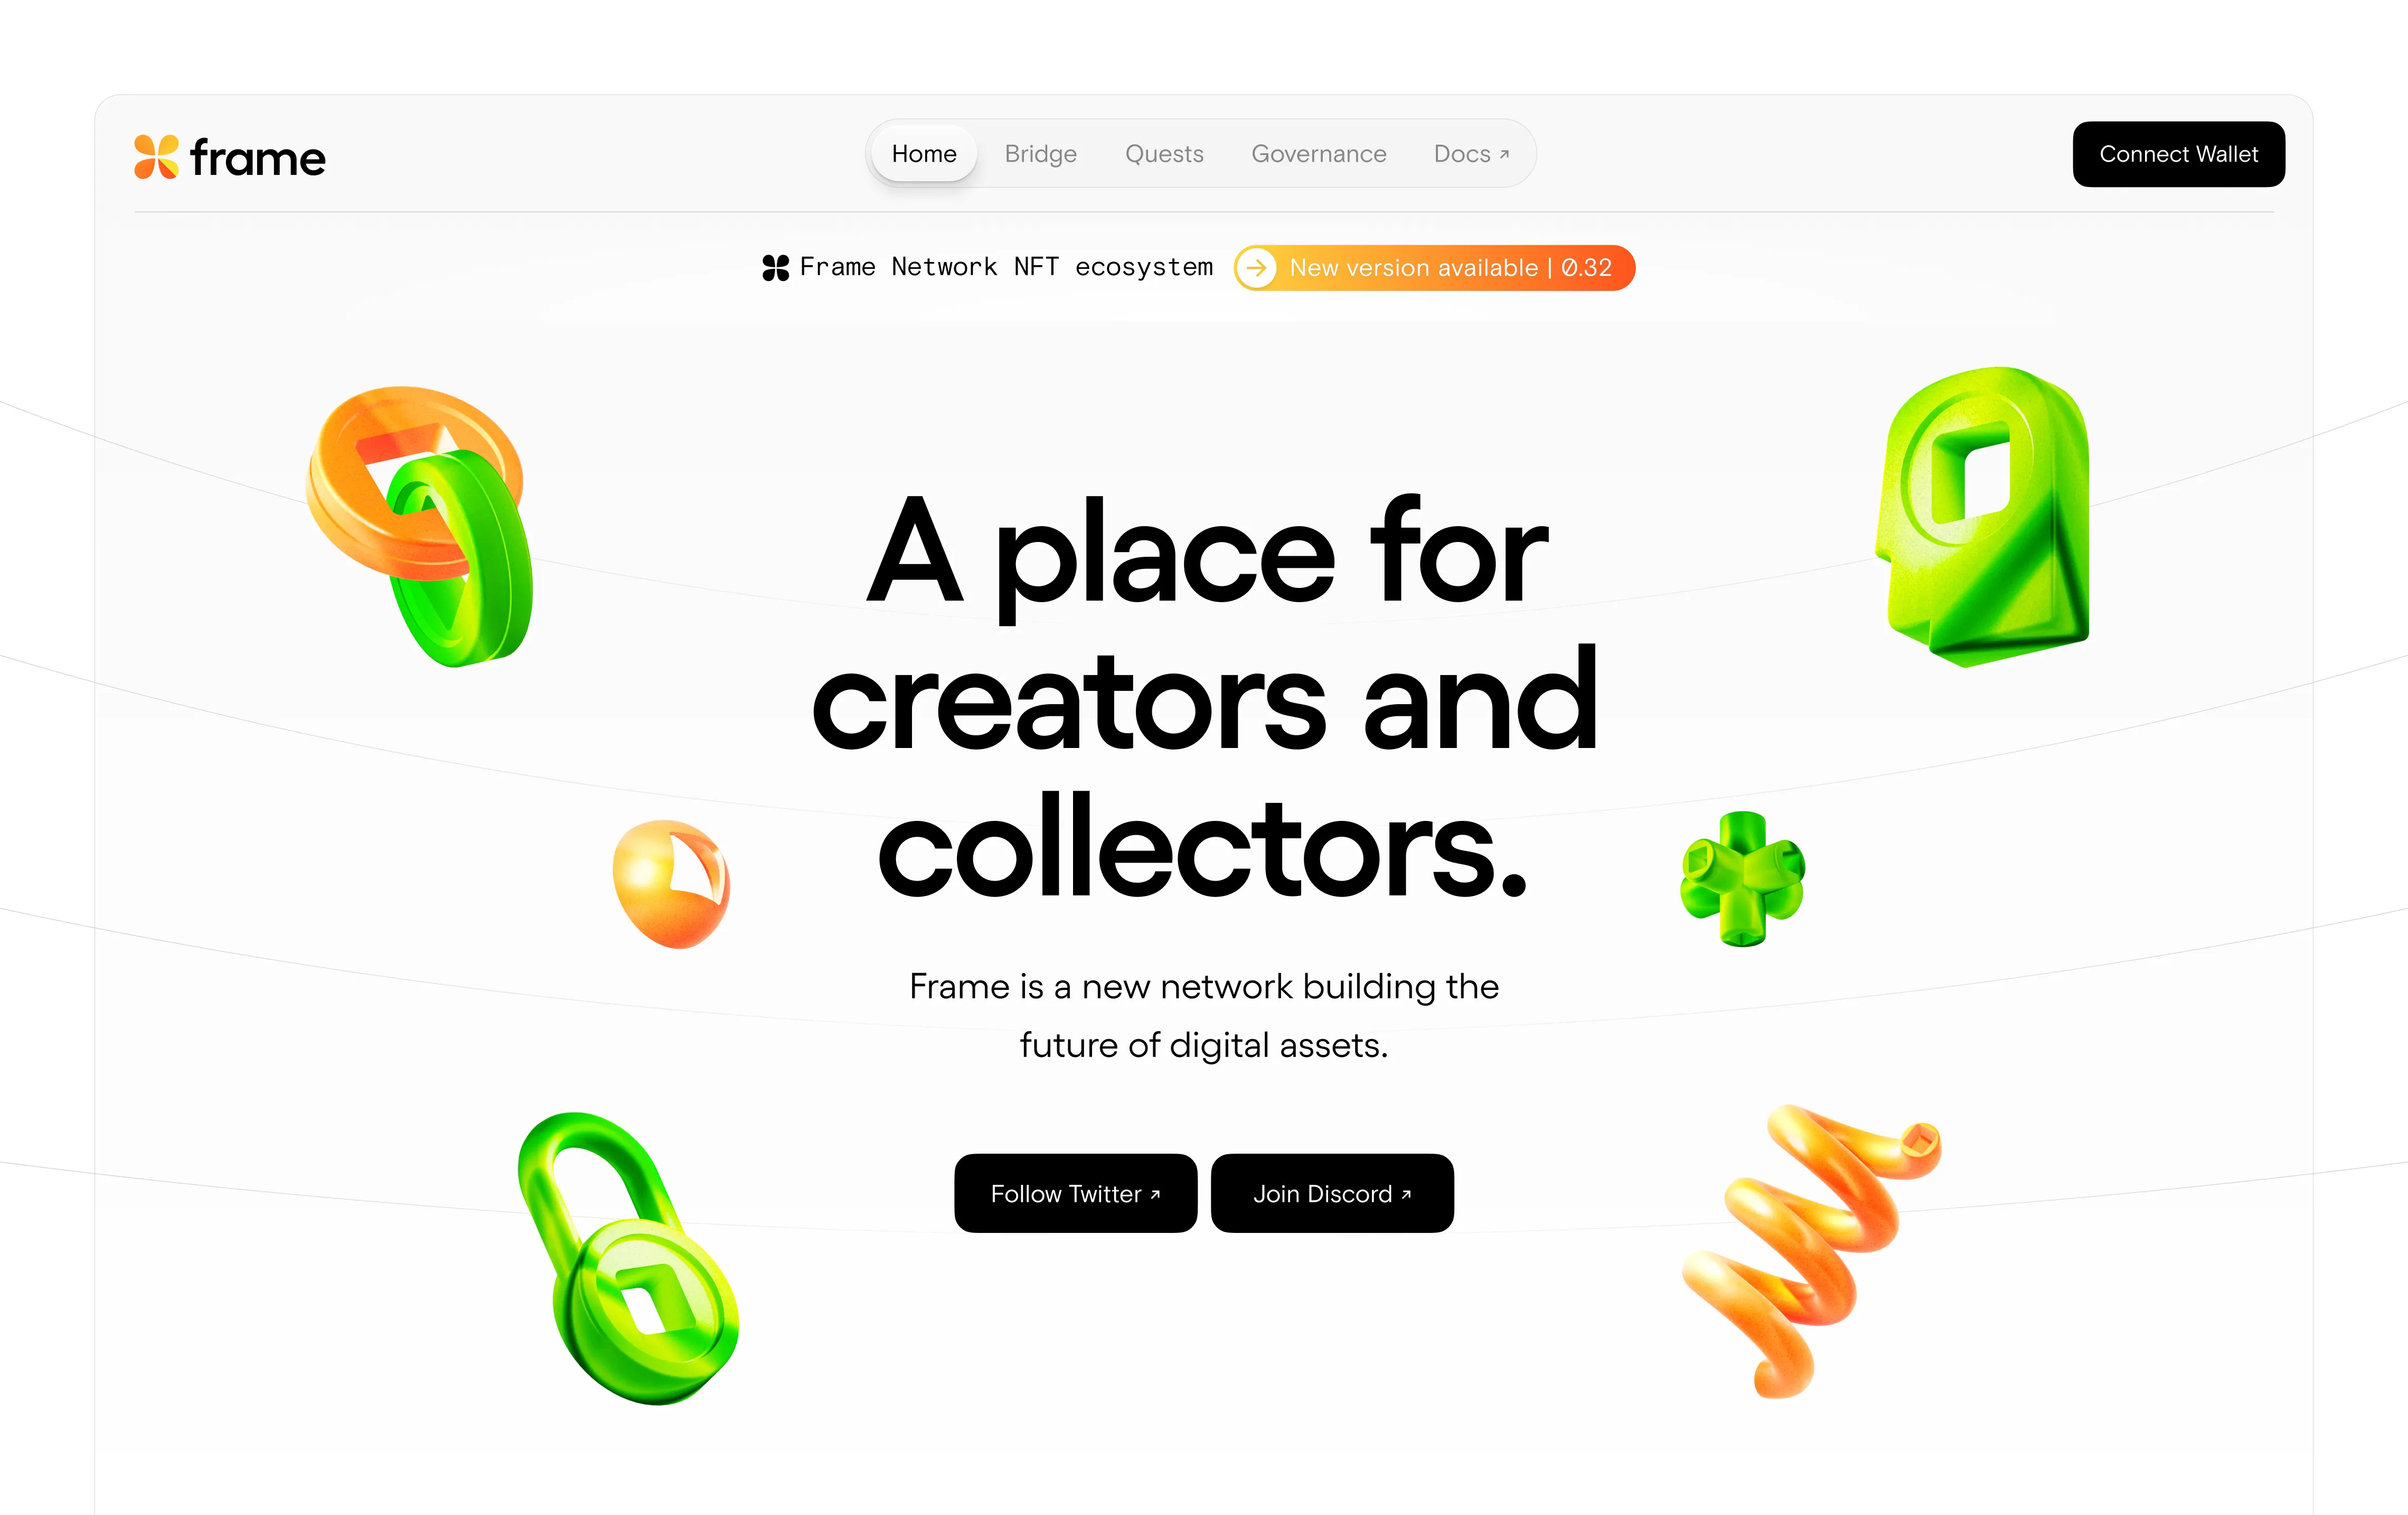 frame
Home Bridge Quests Governance Docs ↗
Connect Wallet
Frame Network NFT ecosystem
New version available | 0.32
A place for
creators and
collectors.
Frame is a new network building the
future of digital assets.
Follow Twitter ↗
Join Discord ↗